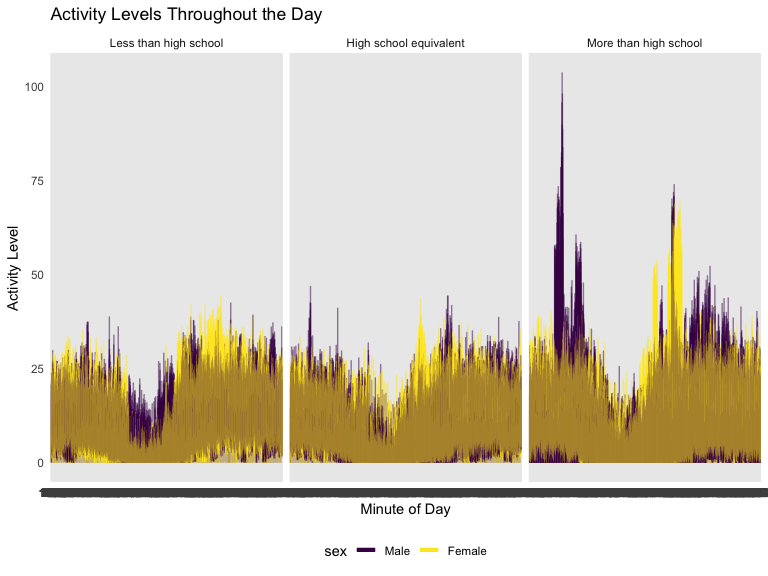 Activity Levels Throughout the Day
Less than high school
High school equivalent
More than high school
100
75
50
25
0
Activity Level
Minute of Day
sex
Male
Female